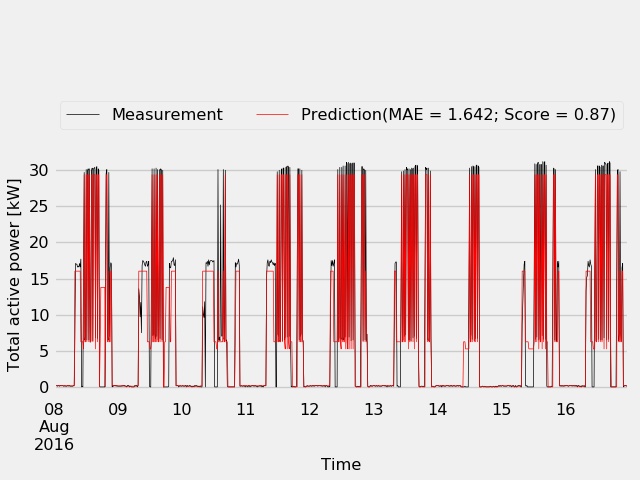 Measurement
Prediction(MAE = 1.642; Score = 0.87)
Total active power [kW]
30
25
20
15
10
5
0
08 09 10 11 12 13 14 15 16
Aug
2016
Time